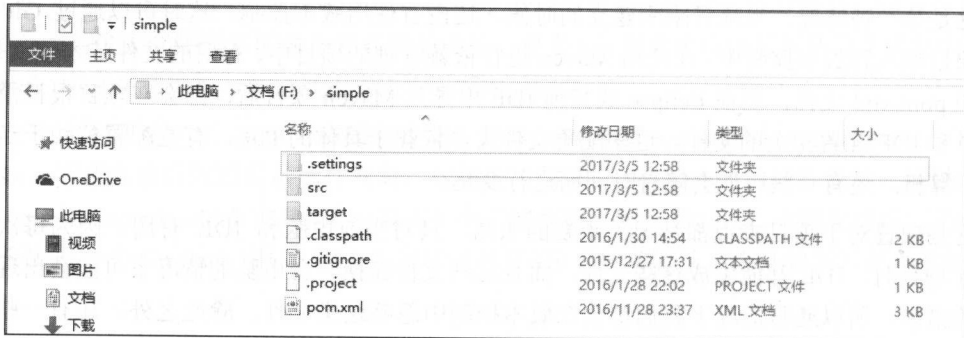 simple
文件 主页 共享 查看
此电脑 › 文档 (F:) › simple
名称 修改日期 类型 大小
快速访问
OneDrive
此电脑
视频
图片
文档
下载
.settings 2017/3/5 12:58 文件夹
src 2017/3/5 12:58 文件夹
target 2017/3/5 12:58 文件夹
.classpath 2016/1/30 14:54 CLASSPATH 文件 2 KB
.gitignore 2015/12/27 17:31 文本文档 1 KB
.project 2016/1/28 22:02 PROJECT 文件 1 KB
pom.xml 2016/11/28 23:37 XML 文档 3 KB